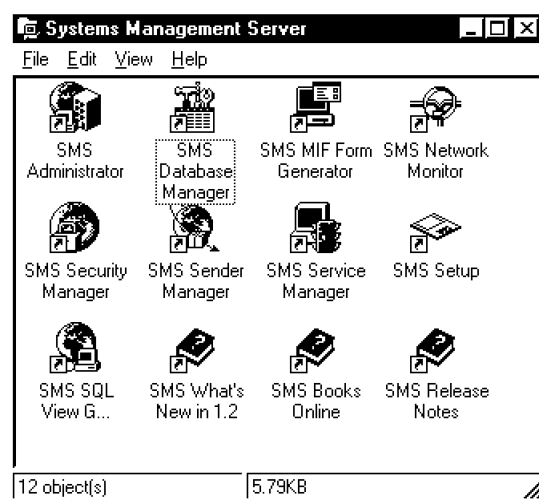 Systems Management Server
File Edit View Help
SMS Administrator
SMS Database Manager
SMS MIF Form Generator
SMS Network Monitor
SMS Security Manager
SMS Sender Manager
SMS Service Manager
SMS Setup
SMS SQL View G...
SMS What's New in 1.2
SMS Books Online
SMS Release Notes
12 object(s)
5.79KB